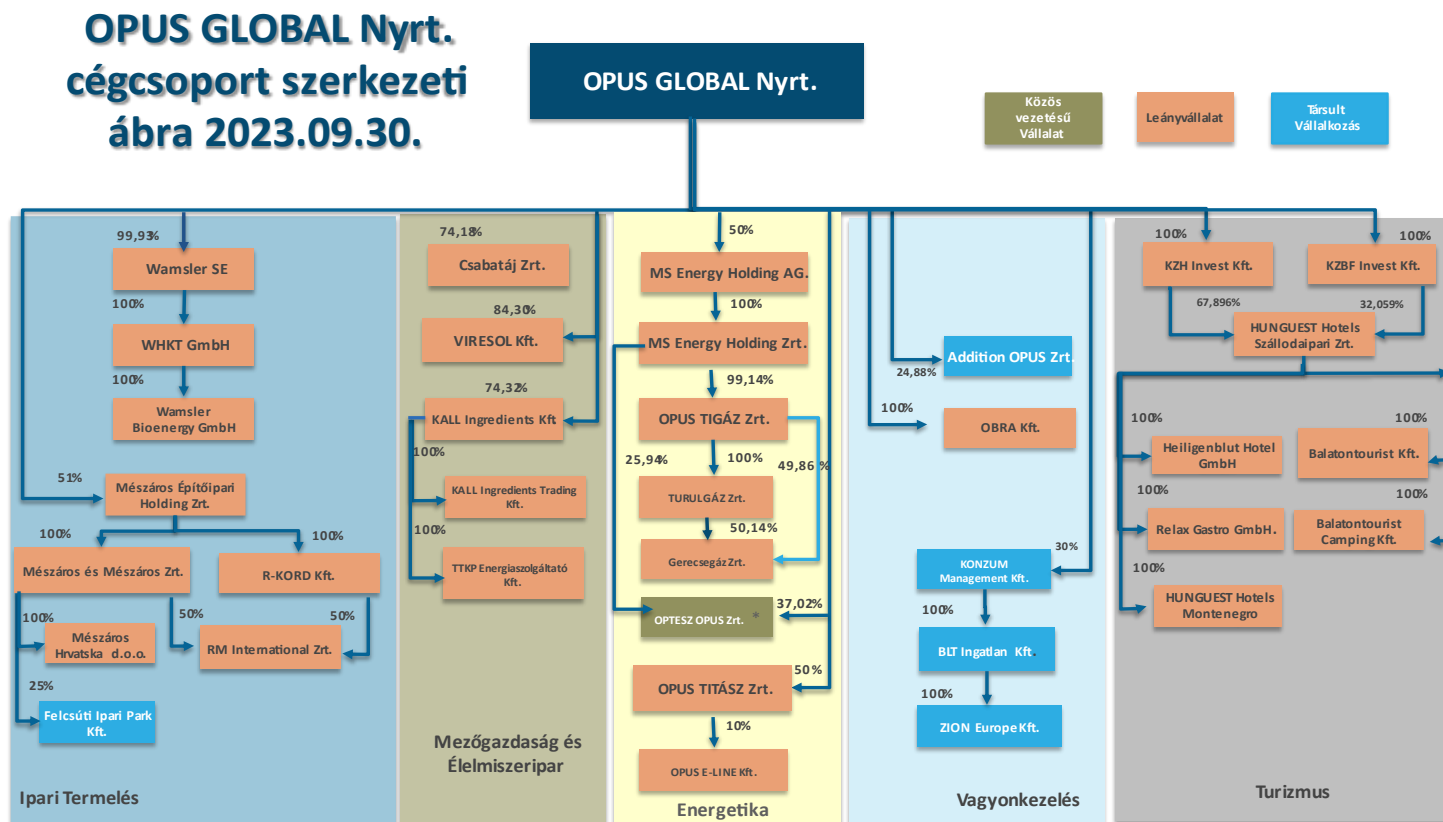 OPUS GLOBAL Nyrt.
cégcsoport szerkezeti
ábra 2023.09.30.
OPUS GLOBAL Nyrt.
Közös
vezetésű
Vállalat
Leányvállalat
Társult
Vállalkozás
99,93%
Wamsler SE
100%
WHKT GmbH
100%
Wamsler
Bioenergy GmbH
51%
Mészáros Építőipari
Holding Zrt.
100%
100%
Mészáros és Mészáros Zrt.
R-KORD Kft.
100%
50%
50%
Mészáros
Hrvatska d.o.o.
RM International Zrt.
25%
Felcsúti Ipari Park
Kft.
Ipari Termelés
74,18%
Csabatáj Zrt.
84,30%
VIRESOL Kft.
74,32%
KALL Ingredients Kft
100%
KALL Ingredients Trading
Kft.
100%
TTKP Energiaszolgáltató
Kft.
Mezőgazdaság és
Élelmiszeripar
50%
MS Energy Holding AG.
100%
MS Energy Holding Zrt.
99,14%
OPUS TIGÁZ Zrt.
25,94%
100%
49,86 %
TURULGÁZ Zrt.
50,14%
Gerecsegáz Zrt.
37,02%
OPTESZ OPUS Zrt. *
50%
OPUS TITÁSZ Zrt.
10%
OPUS E-LINE Kft.
Energetika
Addition OPUS Zrt.
24,88%
100%
OBRA Kft.
30%
KONZUM
Management Kft.
100%
BLT Ingatlan Kft.
100%
ZION Europe Kft.
Vagyonkezelés
100%
100%
KZH Invest Kft.
KZBF Invest Kft.
67,896%
32,059%
HUNGUEST Hotels
Szállodaipari Zrt.
100%
100%
Heiligenblut Hotel
GmbH
Balatontourist Kft.
100%
100%
Relax Gastro GmbH.
Balatontourist
Camping Kft.
100%
HUNGUEST Hotels
Montenegro
Turizmus